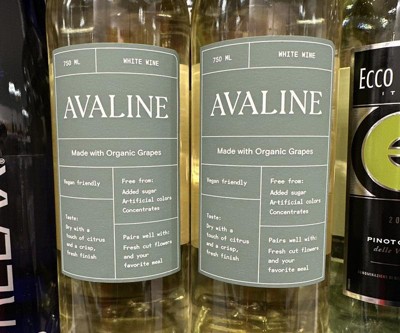 RELAX
750 ML
WHITE WINE
AVALINE
Made with Organic Grapes
Vegan friendly
Free from:
Added sugar
Artificial colors
Concentrates
Taste:
Dry with a
touch of citrus
and a crisp,
fresh finish
Pairs well with:
Fresh cut flowers
and your
favorite meal
750 ML
WHITE WINE
AVALINE
Made with Organic Grapes
Vegan friendly
Free from:
Added sugar
Artificial colors
Concentrates
Taste:
Dry with a
touch of citrus
and a crisp,
fresh finish
Pairs well with:
Fresh cut flowers
and your
favorite meal
Ecco
IT
20
PINOT
delle V